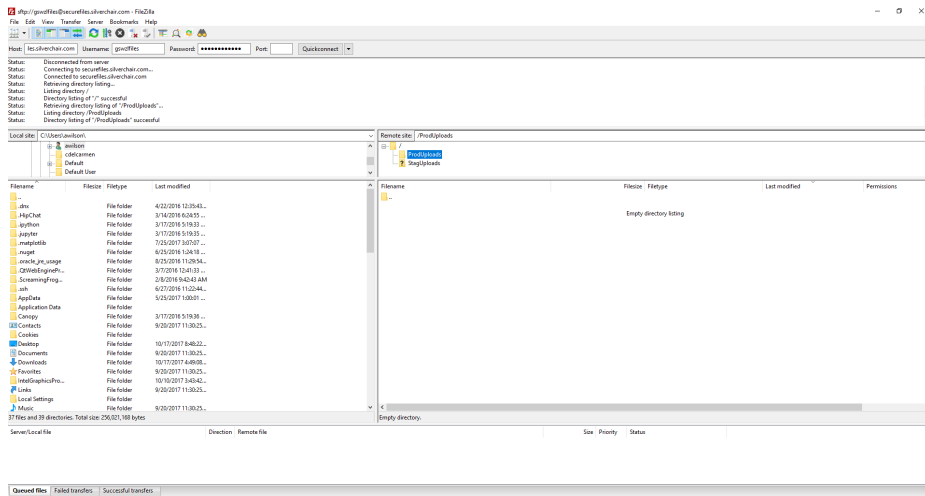 sftp://gswzlfiles@securefiles.silverchair.com - FileZilla
File Edit View Transfer Server Bookmarks Help
Host: les.silverchair.com Username: gswzlfiles Password: ●●●●●●●●●●●● Port: Quickconnect
Status: Disconnected from server
Status: Connecting to securefiles.silverchair.com...
Status: Connected to securefiles.silverchair.com
Status: Retrieving directory listing...
Status: Listing directory /
Status: Directory listing of "/" successful
Status: Retrieving directory listing of "/ProdUploads"...
Status: Listing directory /ProdUploads
Status: Directory listing of "/ProdUploads" successful
Local site: C:\Users\awilson\ Remote site: /ProdUploads
awilson /
cdelcarmen ProdUploads
Default ? StagUploads
Default User
Filename Filesize Filetype Last modified Filename Filesize Filetype Last modified Permissions
.. ..
.dnx File folder 4/22/2016 12:35:43...
.HipChat File folder 3/14/2016 6:24:55 ... Empty directory listing
.ipython File folder 3/17/2016 5:19:33 ...
.jupyter File folder 3/17/2016 5:19:35 ...
.matplotlib File folder 7/25/2017 3:07:07 ...
.nuget File folder 6/25/2016 1:24:18 ...
.oracle_jre_usage File folder 8/25/2016 11:29:54...
.QtWebEnginePr... File folder 3/7/2016 12:41:33 ...
.ScreamingFrog... File folder 2/8/2016 9:42:43 AM
.ssh File folder 6/27/2016 11:22:44...
AppData File folder 5/25/2017 1:00:01 ...
Application Data File folder
Canopy File folder 3/17/2016 5:19:36 ...
Contacts File folder 9/20/2017 11:30:25...
Cookies File folder
Desktop File folder 10/17/2017 8:48:22...
Documents File folder 9/20/2017 11:30:25...
Downloads File folder 10/17/2017 4:49:08...
Favorites File folder 9/20/2017 11:30:25...
IntelGraphicsPro... File folder 10/10/2017 3:43:42...
Links File folder 9/20/2017 11:30:25...
Local Settings File folder
Music File folder 9/20/2017 11:30:25...
37 files and 39 directories. Total size: 256,021,168 bytes Empty directory.
Server/Local file Direction Remote file Size Priority Status
Queued files Failed transfers Successful transfers